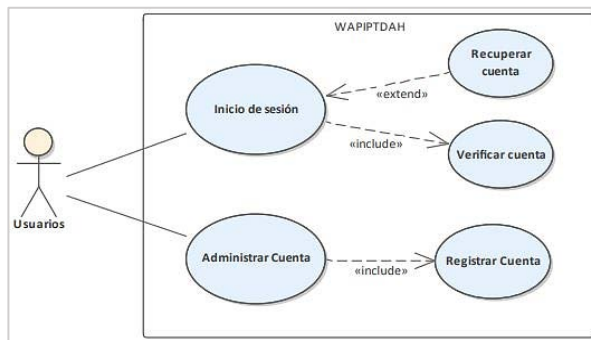 WAPIPTDAH
Recuperar
cuenta
Inicio de sesión
«extend»
«include»
Verificar cuenta
Usuarios
Administrar Cuenta
«include»
Registrar Cuenta